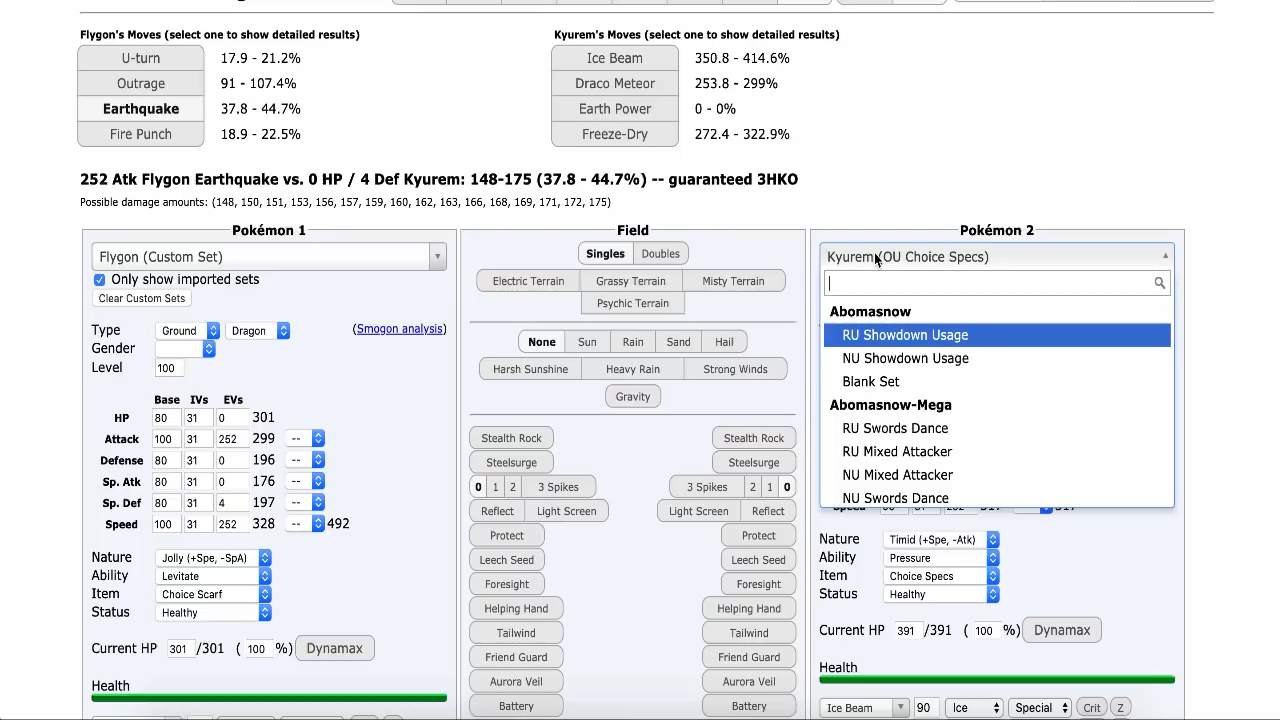 Flygon's Moves (select one to show detailed results)
Kyurem's Moves (select one to show detailed results)
U-turn 17.9 - 21.2%
Ice Beam 350.8 - 414.6%
Outrage 91 - 107.4%
Draco Meteor 253.8 - 299%
Earthquake 37.8 - 44.7%
Earth Power 0 - 0%
Fire Punch 18.9 - 22.5%
Freeze-Dry 272.4 - 322.9%
252 Atk Flygon Earthquake vs. 0 HP / 4 Def Kyurem: 148-175 (37.8 - 44.7%) -- guaranteed 3HKO
Possible damage amounts: (148, 150, 151, 153, 156, 157, 159, 160, 162, 163, 166, 168, 169, 171, 172, 175)
Pokémon 1
Flygon (Custom Set)
Only show imported sets
Clear Custom Sets
Type Ground Dragon (Smogon analysis)
Gender
Level 100
Base IVs EVs
HP 80 31 0 301
Attack 100 31 252 299 --
Defense 80 31 0 196 --
Sp. Atk 80 31 0 176 --
Sp. Def 80 31 4 197 --
Speed 100 31 252 328 -- 492
Nature Jolly (+Spe, -SpA)
Ability Levitate
Item Choice Scarf
Status Healthy
Current HP 301 /301 ( 100 %) Dynamax
Health
Field
Singles Doubles
Electric Terrain Grassy Terrain Misty Terrain
Psychic Terrain
None Sun Rain Sand Hail
Harsh Sunshine Heavy Rain Strong Winds
Gravity
Stealth Rock Stealth Rock
Steelsurge Steelsurge
0 1 2 3 Spikes 3 Spikes 2 1 0
Reflect Light Screen Light Screen Reflect
Protect Protect
Leech Seed Leech Seed
Foresight Foresight
Helping Hand Helping Hand
Tailwind Tailwind
Friend Guard Friend Guard
Aurora Veil Aurora Veil
Battery Battery
Pokémon 2
Kyurem (OU Choice Specs)
Abomasnow
RU Showdown Usage
NU Showdown Usage
Blank Set
Abomasnow-Mega
RU Swords Dance
RU Mixed Attacker
NU Mixed Attacker
NU Swords Dance
Nature Timid (+Spe, -Atk)
Ability Pressure
Item Choice Specs
Status Healthy
Current HP 391 /391 ( 100 %) Dynamax
Health
Ice Beam 90 Ice Special Crit Z